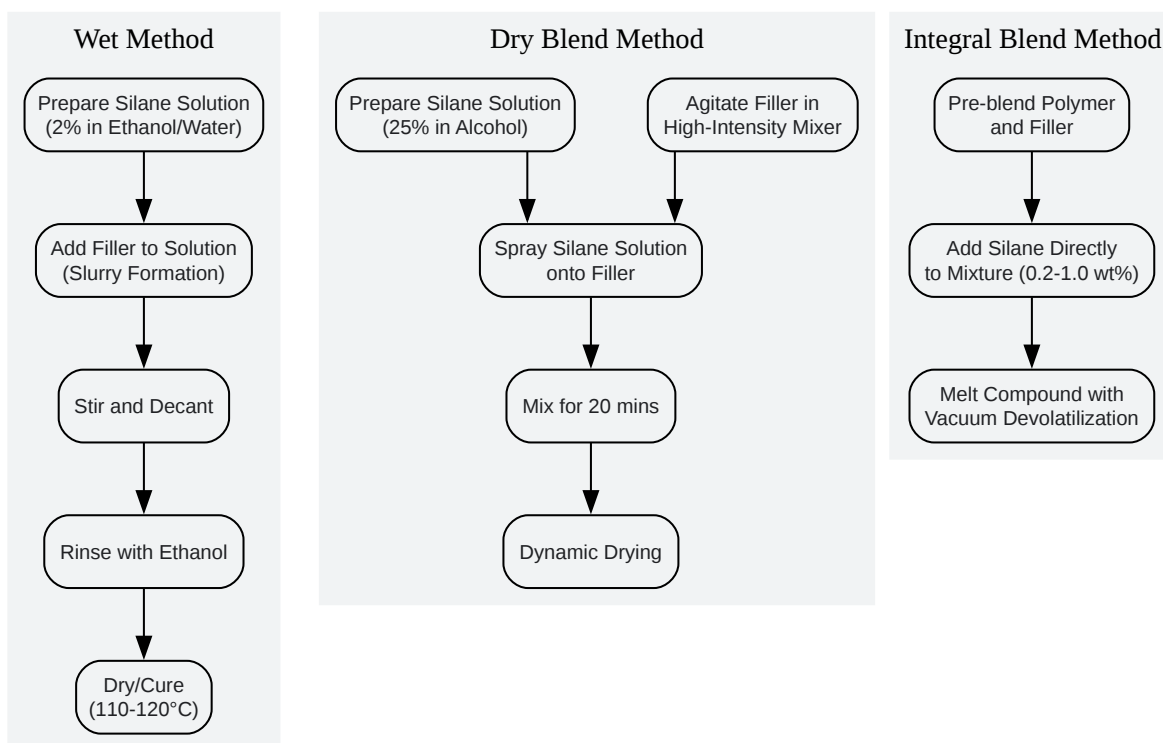 Wet Method
Prepare Silane Solution
(2% in Ethanol/Water)
Add Filler to Solution
(Slurry Formation)
Stir and Decant
Rinse with Ethanol
Dry/Cure
(110-120°C)
Dry Blend Method
Prepare Silane Solution
(25% in Alcohol)
Agitate Filler in
High-Intensity Mixer
Spray Silane Solution
onto Filler
Mix for 20 mins
Dynamic Drying
Integral Blend Method
Pre-blend Polymer
and Filler
Add Silane Directly
to Mixture (0.2-1.0 wt%)
Melt Compound with
Vacuum Devolatilization